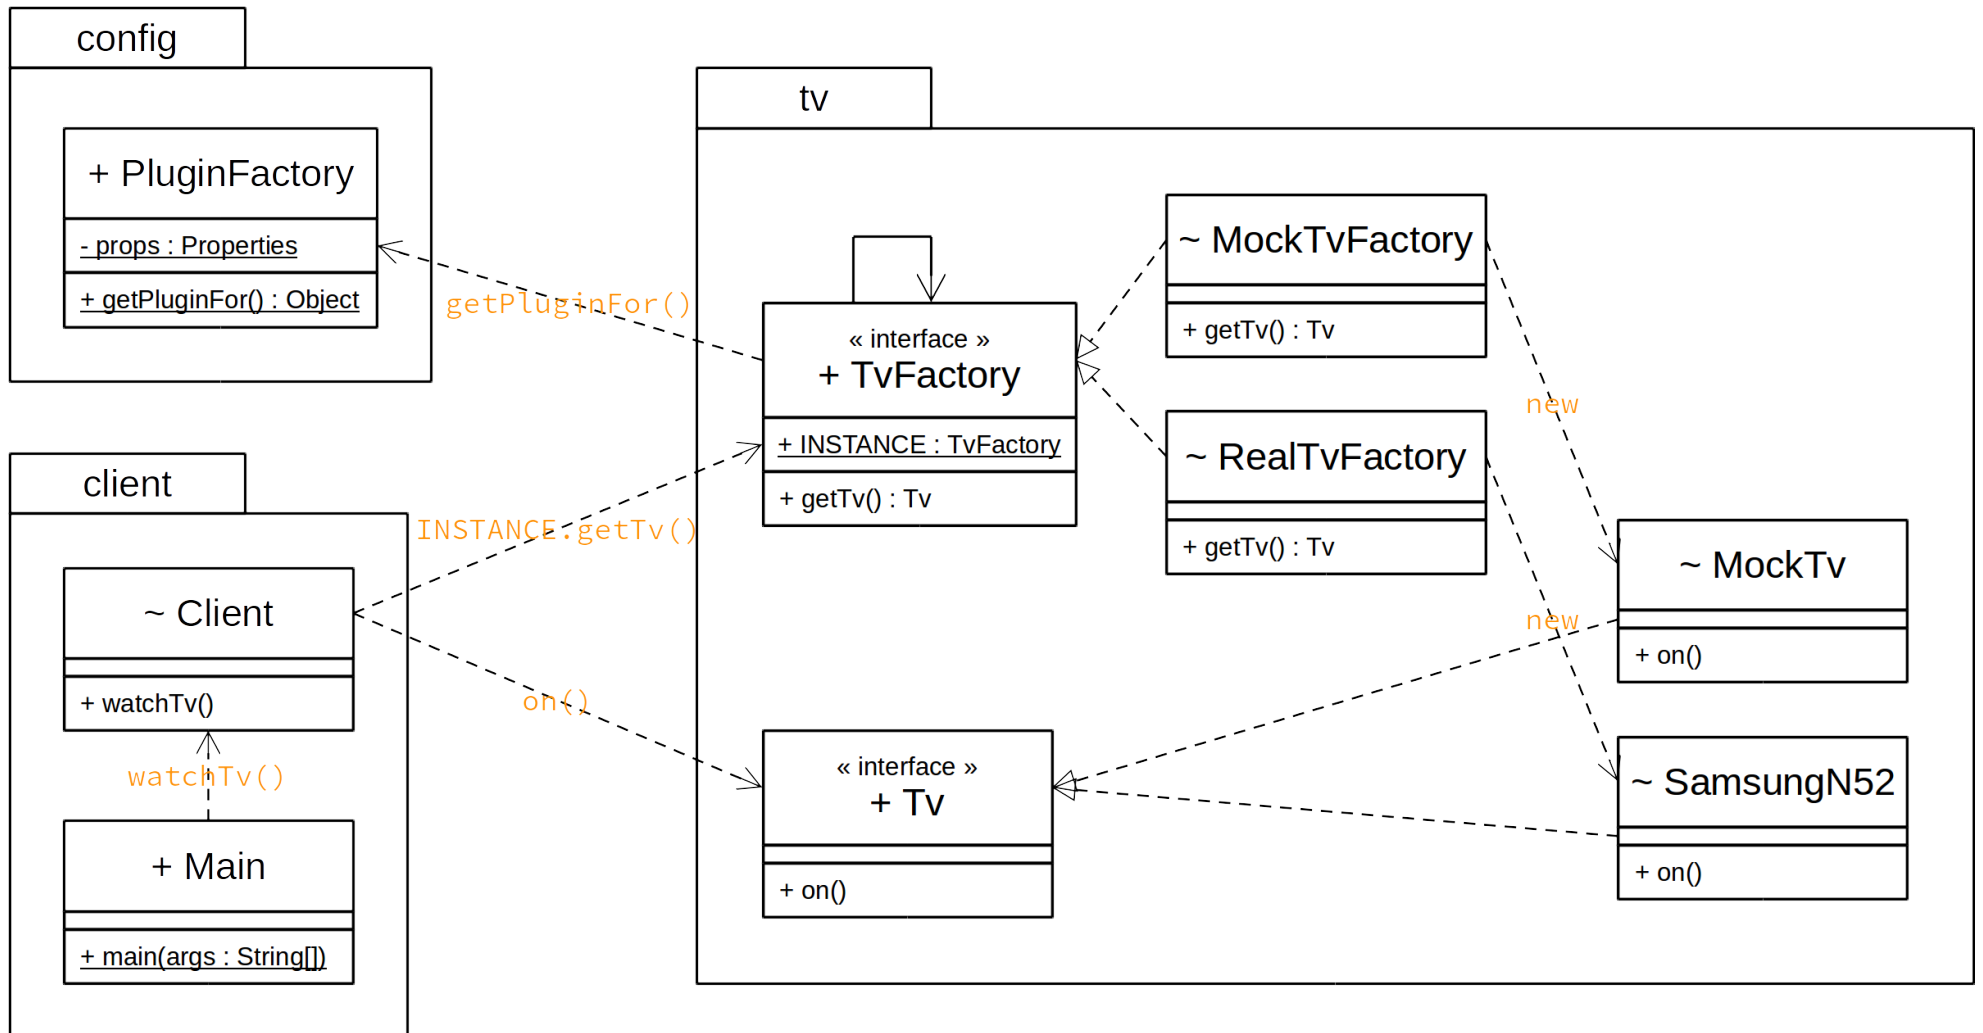 config
+ PluginFactory
- props : Properties
+ getPluginFor() : Object
getPluginFor()
client
~ Client
+ watchTv()
watchTv()
+ Main
+ main(args : String[])
INSTANCE.getTv()
on()
tv
« interface »
+ TvFactory
+ INSTANCE : TvFactory
+ getTv() : Tv
~ MockTvFactory
+ getTv() : Tv
~ RealTvFactory
+ getTv() : Tv
new
new
« interface »
+ Tv
+ on()
~ MockTv
+ on()
~ SamsungN52
+ on()